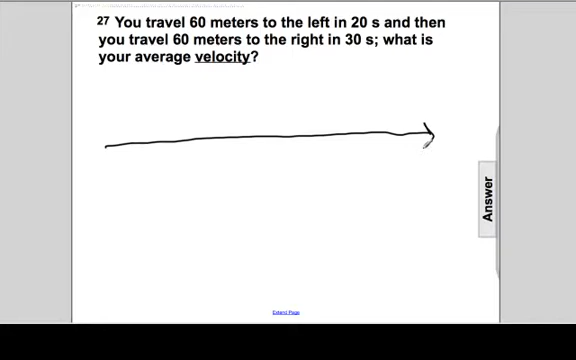 27 You travel 60 meters to the left in 20 s and then
you travel 60 meters to the right in 30 s; what is
your average velocity?
Answer
Extend Page